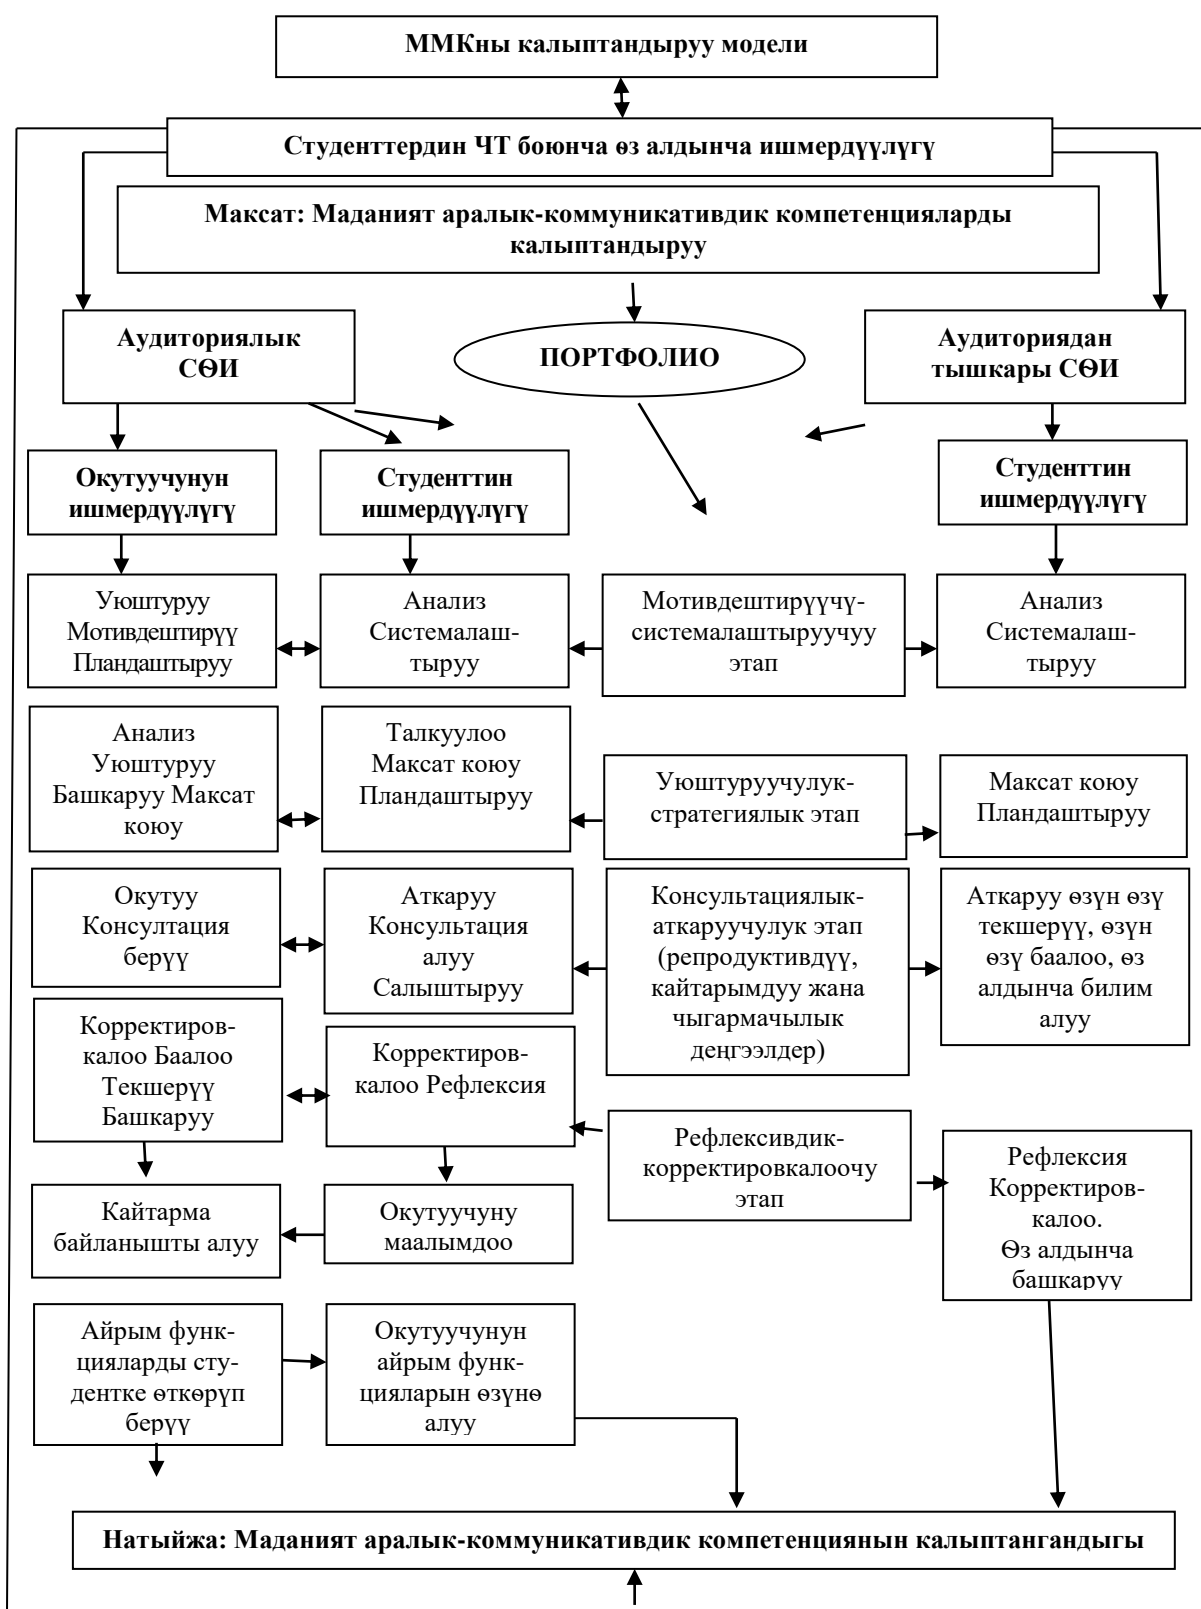 ММКны калыптандыруу модели
Студенттердин ЧТ боюнча өз алдынча ишмердүүлүгү
Максат: Маданият аралык-коммуникативдик компетенцияларды
калыптандыруу
Аудиториялык
СӨИ
ПОРТФОЛИО
Аудиториядан
тышкары СӨИ
Окутуучунун
ишмердүүлүгү
Студенттин
ишмердүүлүгү
Студенттин
ишмердүүлүгү
Уюштуруу
Мотивдештирүү
Пландаштыруу
Анализ
Системалаш-
тыруу
Мотивдештирүүчү-
системалаштыруучуу
этап
Анализ
Системалаш-
тыруу
Анализ
Уюштуруу
Башкаруу Максат
коюу
Талкуулоо
Максат коюу
Пландаштыруу
Уюштуруучулук-
стратегиялык этап
Максат коюу
Пландаштыруу
Окутуу
Консултация
берүү
Аткаруу
Консультация
алуу
Салыштыруу
Консультациялык-
аткаруучулук этап
(репродуктивдүү,
кайтарымдуу жана
чыгармачылык
деңгээлдер)
Аткаруу өзүн өзү
текшерүү, өзүн
өзү баалоо, өз
алдынча билим
алуу
Корректиров-
калоо Баалоо
Текшерүү
Башкаруу
Корректиров-
калоо Рефлексия
Рефлексивдик-
корректировкалоочу
этап
Рефлексия
Корректиров-
калоо.
Өз алдынча
башкаруу
Кайтарма
байланышты алуу
Окутуучуну
маалымдоо
Айрым функ-
цияларды сту-
дентке өткөрүп
берүү
Окутуучунун
айрым функ-
цияларын өзүнө
алуу
Натыйжа: Маданият аралык-коммуникативдик компетенциянын калыптангандыгы